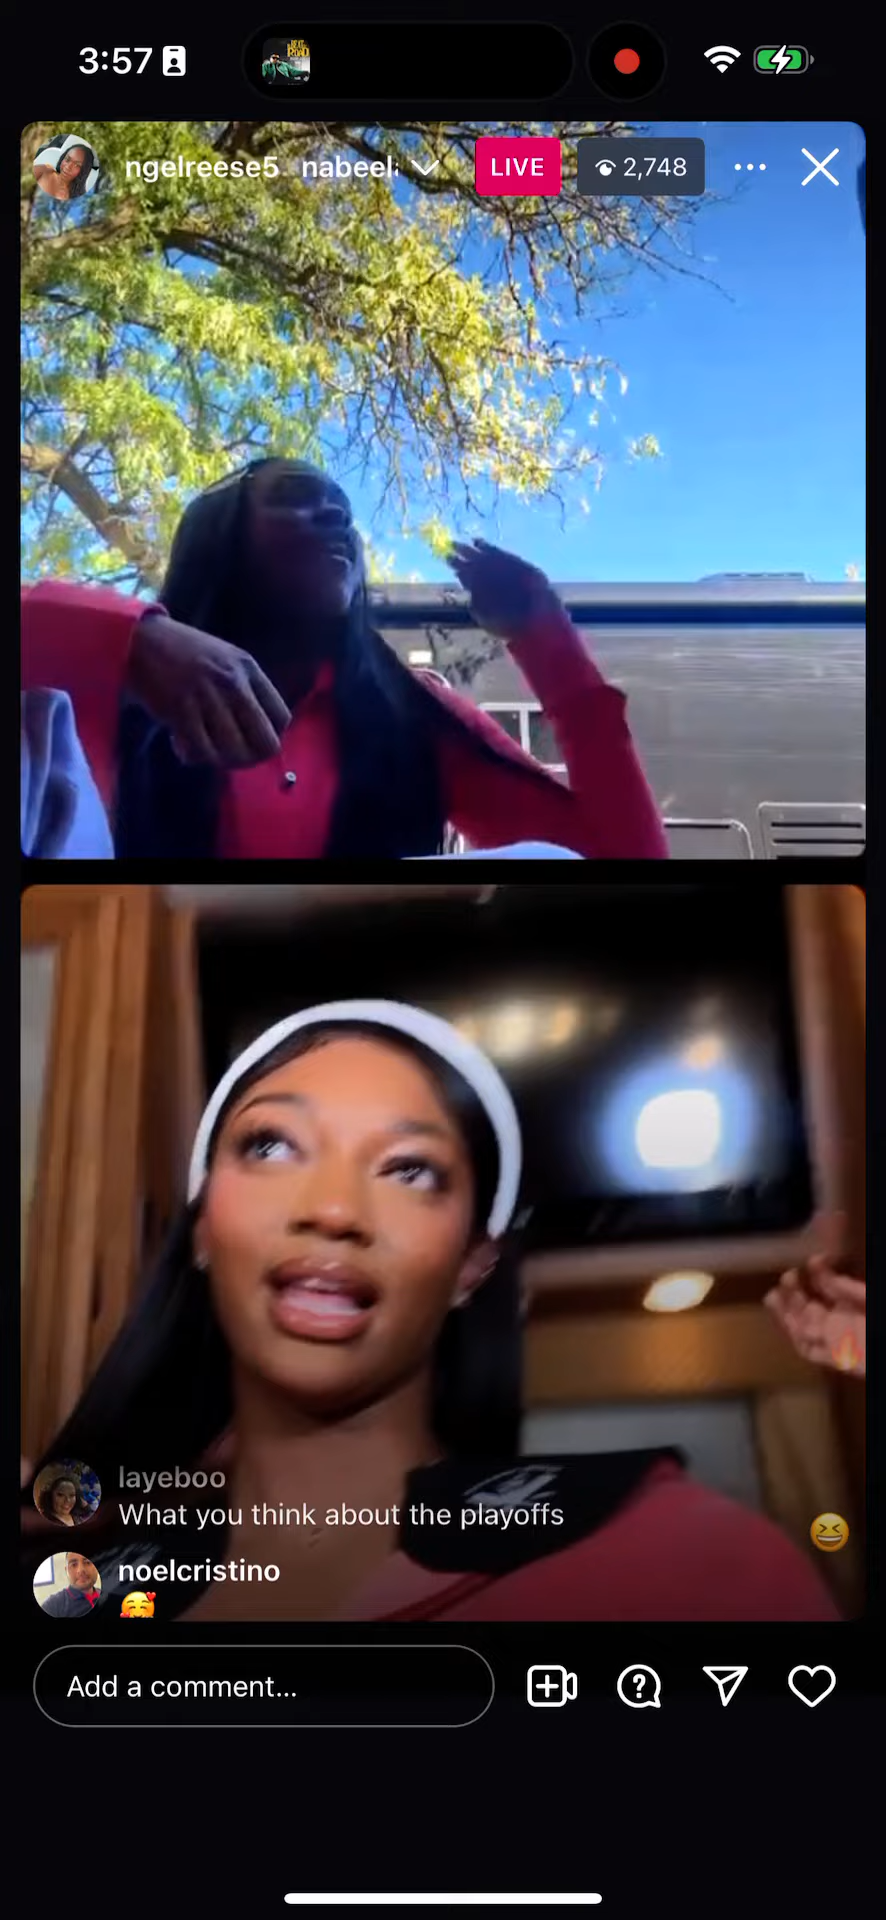 3:57
ngelreese5 nabeel
LIVE
2,748
layeboo
What you think about the playoffs
noelcristino
🥰
Add a comment...